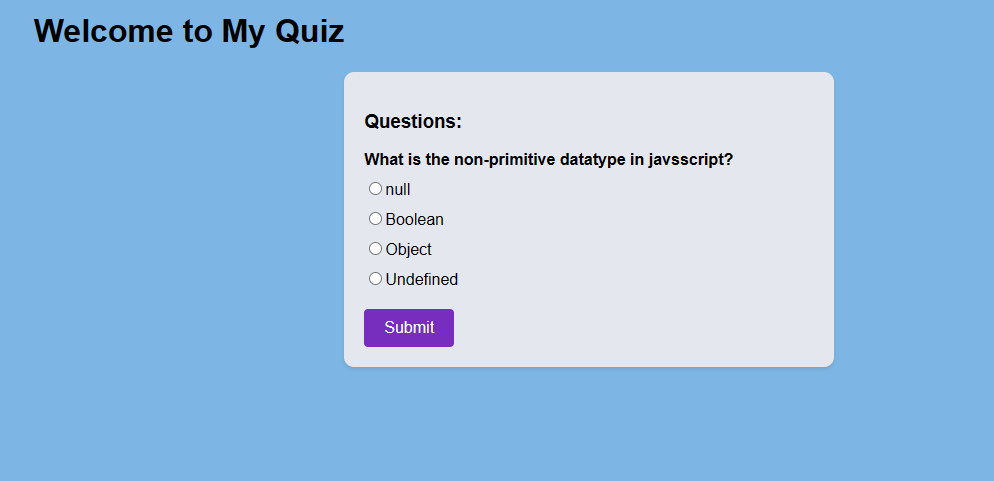 Welcome to My Quiz
Questions:
What is the non-primitive datatype in javsscript?
null
Boolean
Object
Undefined
Submit